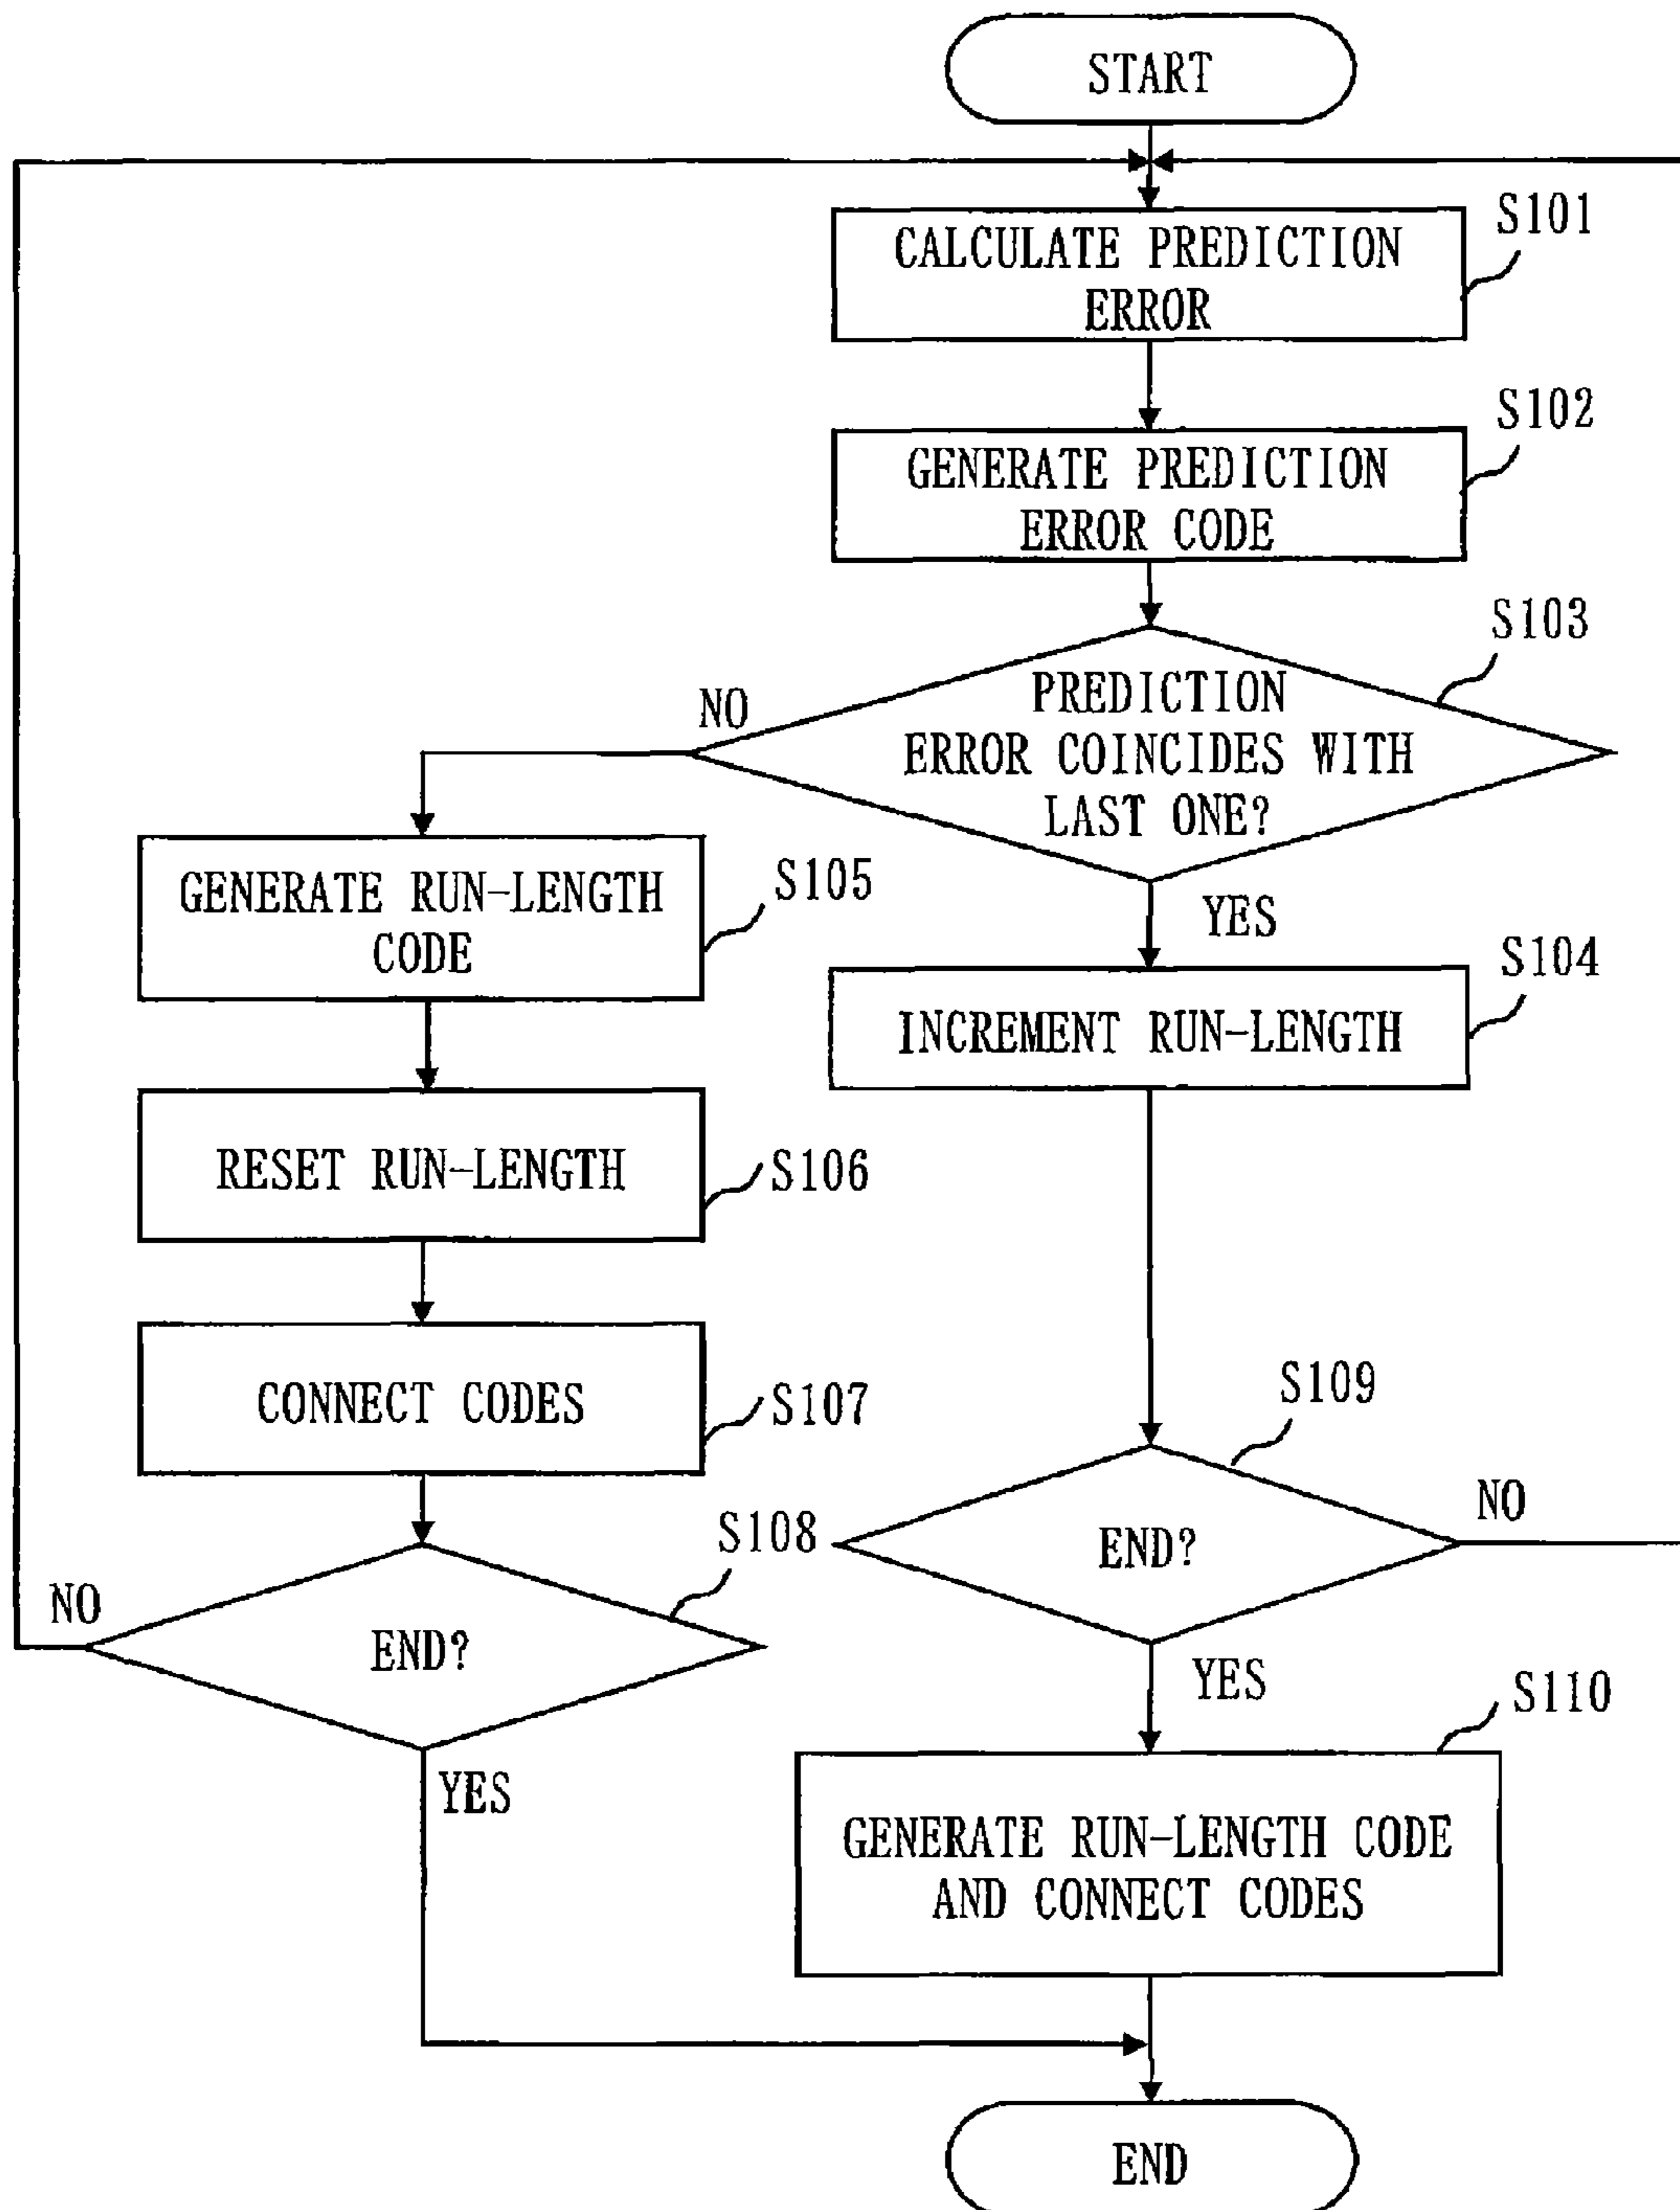 START
S101
CALCULATE PREDICTION
ERROR
S102
GENERATE PREDICTION
ERROR CODE
S103
PREDICTION
ERROR COINCIDES WITH
LAST ONE?
NO
YES
S105
GENERATE RUN-LENGTH
CODE
S104
INCREMENT RUN-LENGTH
RESET RUN-LENGTH
S106
CONNECT CODES
S107
S109
END?
NO
YES
S108
END?
NO
YES
S110
GENERATE RUN-LENGTH CODE
AND CONNECT CODES
END